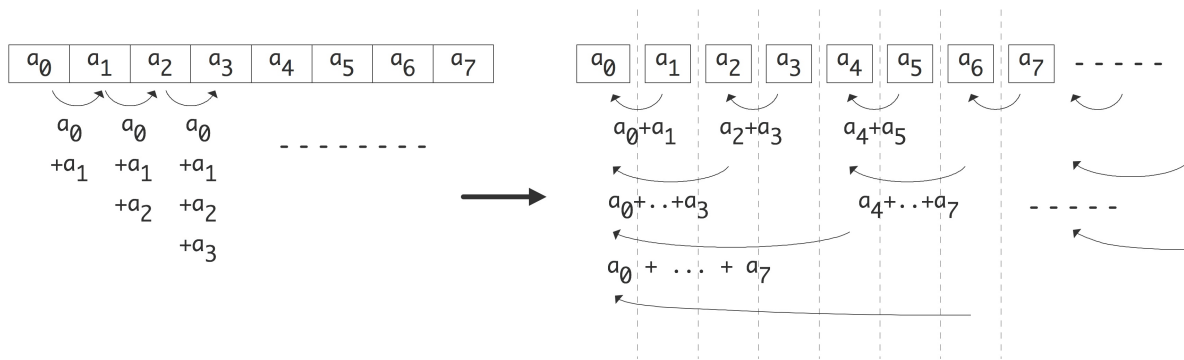 a0 a1 a2 a3 a4 a5 a6 a7
a0 a0 a0
+a1 +a1 +a1
+a2 +a2
+a3
a0 a1 a2 a3 a4 a5 a6 a7
a0+a1 a2+a3 a4+a5
a0+..+a3 a4+..+a7
a0 + ... + a7